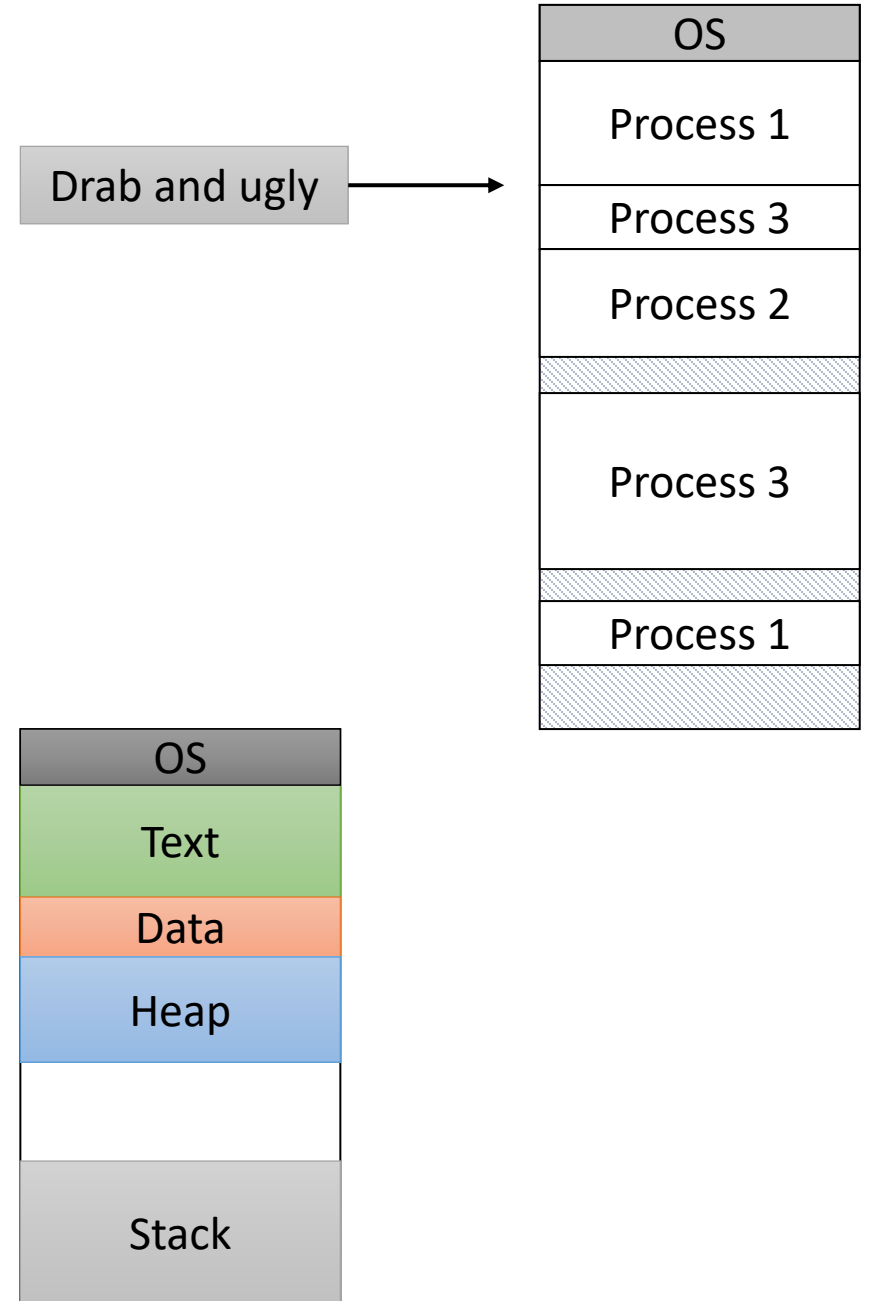 OS
Process 1
Drab and ugly
Process 3
Process 2
Process 3
Process 1
OS
Text
Data
Heap
Stack